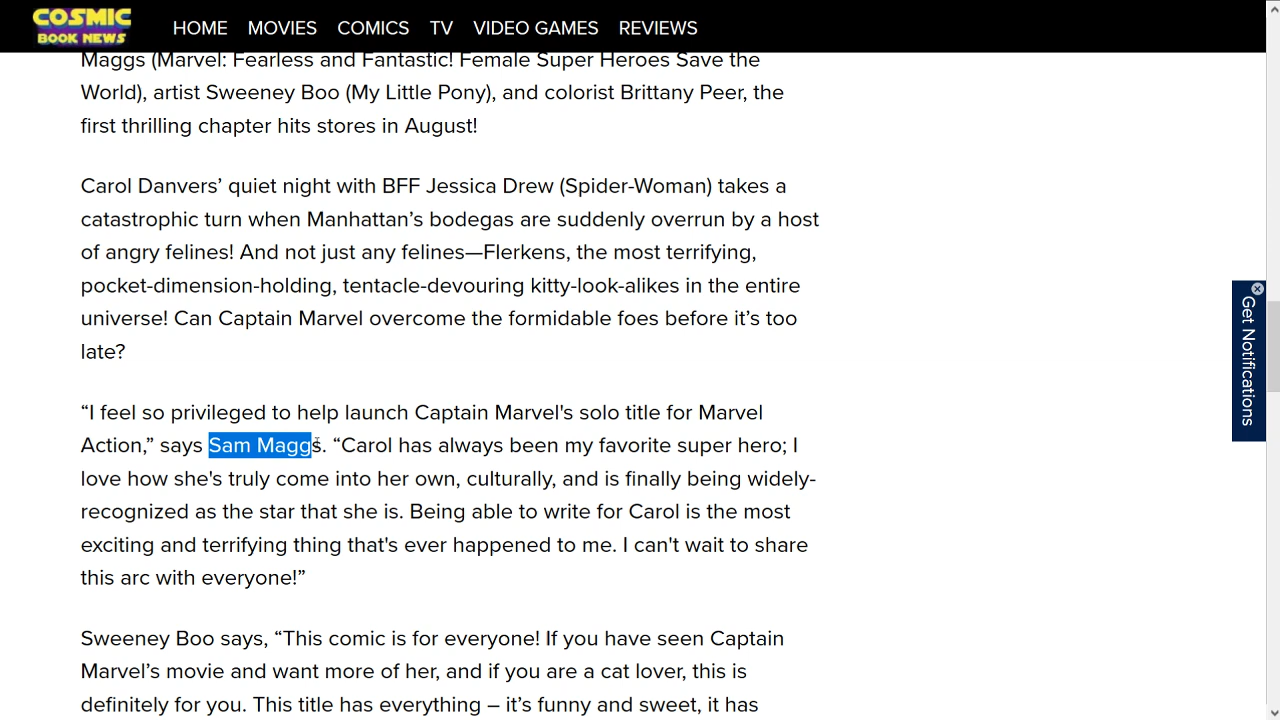 COSMIC
BOOK NEWS
HOME MOVIES COMICS TV VIDEO GAMES REVIEWS
Maggs (Marvel: Fearless and Fantastic! Female Super Heroes Save the
World), artist Sweeney Boo (My Little Pony), and colorist Brittany Peer, the
first thrilling chapter hits stores in August!
Carol Danvers’ quiet night with BFF Jessica Drew (Spider-Woman) takes a
catastrophic turn when Manhattan’s bodegas are suddenly overrun by a host
of angry felines! And not just any felines—Flerkens, the most terrifying,
pocket-dimension-holding, tentacle-devouring kitty-look-alikes in the entire
universe! Can Captain Marvel overcome the formidable foes before it’s too
late?
“I feel so privileged to help launch Captain Marvel's solo title for Marvel
Action,” says Sam Maggs. “Carol has always been my favorite super hero; I
love how she's truly come into her own, culturally, and is finally being widely-
recognized as the star that she is. Being able to write for Carol is the most
exciting and terrifying thing that's ever happened to me. I can't wait to share
this arc with everyone!”
Sweeney Boo says, “This comic is for everyone! If you have seen Captain
Marvel’s movie and want more of her, and if you are a cat lover, this is
definitely for you. This title has everything – it’s funny and sweet, it has
Get Notifications